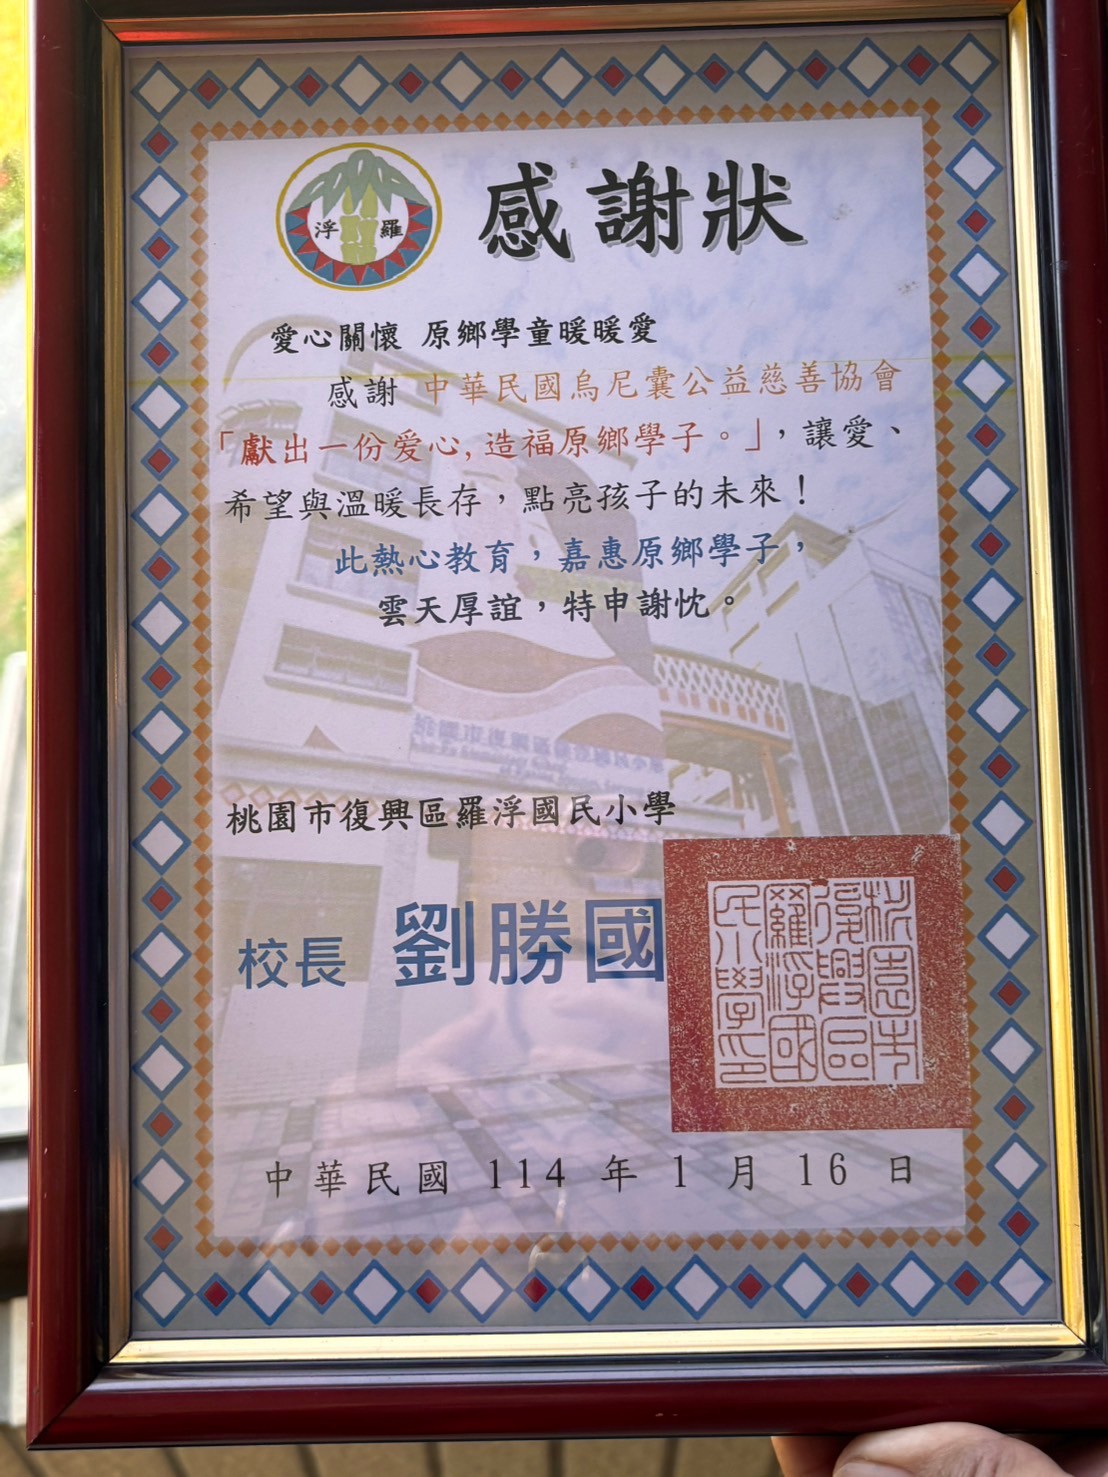 浮 羅
感謝狀
愛心關懷 原鄉學童暖暖愛
感謝 中華民國烏尼囊公益慈善協會
「獻出一份爱心,造福原鄉學子。」,讓愛、
希望與溫暖長存,點亮孩子的未來!
此熱心教育,嘉惠原鄉學子,
雲天厚誼,特申謝忱。
桃園市復興區羅浮國民小學
校長 劉勝國
桃園市
復興區
羅浮國
民小學印
中華民國 114 年 1 月 16 日